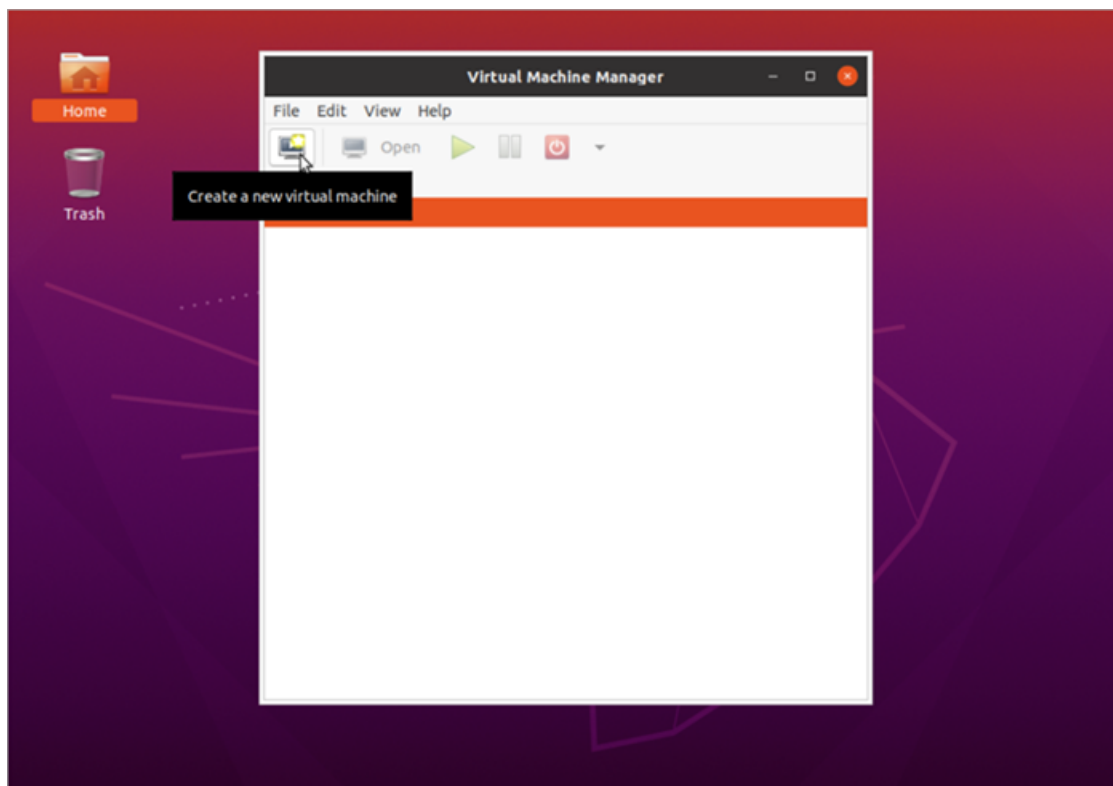 Virtual Machine Manager
Home
File Edit View Help
Open
Create a new virtual machine
Trash